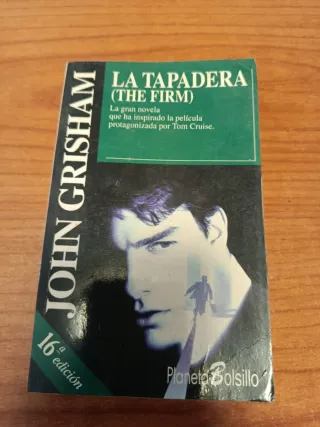 JOHN GRISHAM
LA TAPADERA
(THE FIRM)
La gran novela
que ha inspirado la película
protagonizada por Tom Cruise.
16ª edición
Planeta Bolsillo